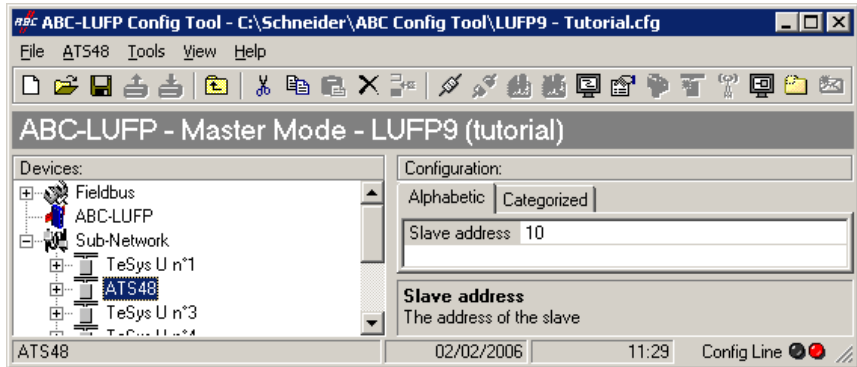 ABC-LUFP Config Tool - C:\Schneider\ABC Config Tool\LUFP9 - Tutorial.cfg
File ATS48 Tools View Help
ABC-LUFP - Master Mode - LUFP9 (tutorial)
Devices:
Fieldbus
ABC-LUFP
Sub-Network
TeSys U n°1
ATS48
TeSys U n°3
TeSys U n°4
Configuration:
Alphabetic Categorized
Slave address 10
Slave address
The address of the slave
ATS48 02/02/2006 11:29 Config Line